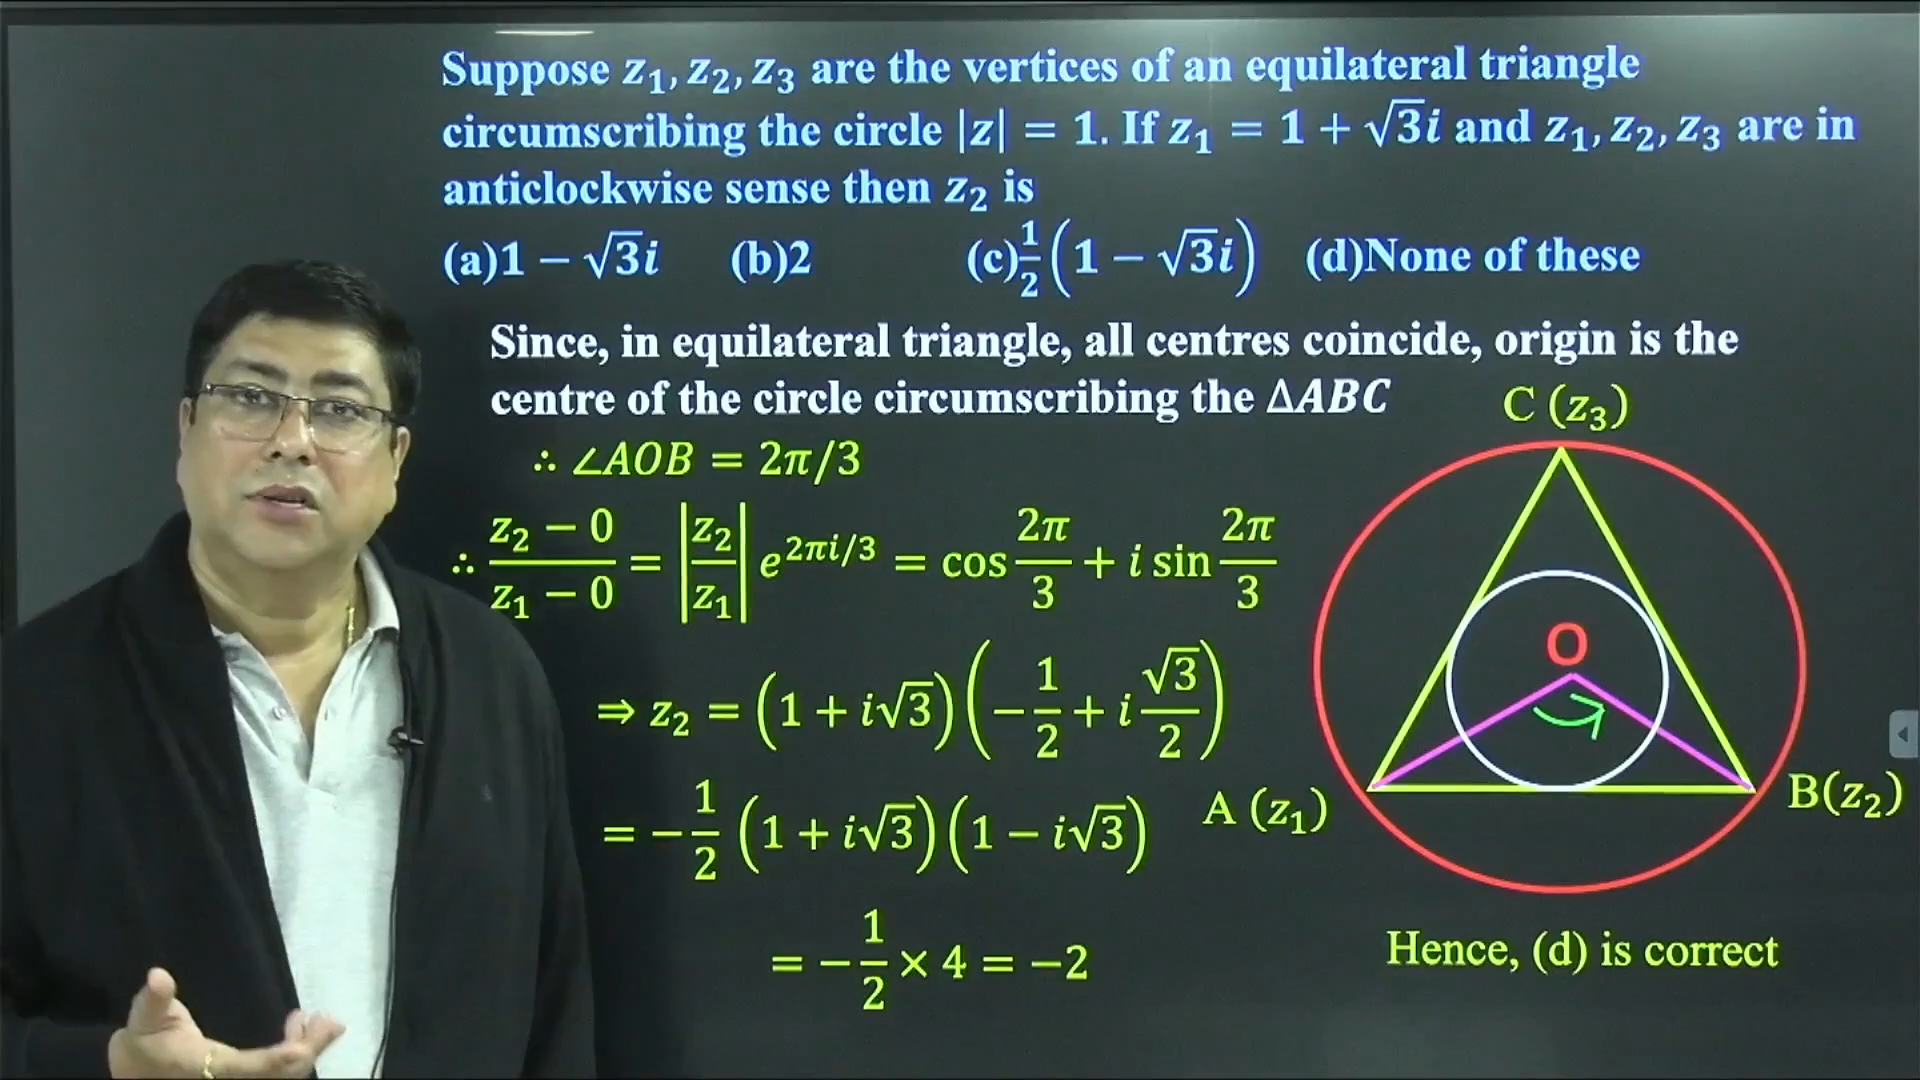 Suppose z₁, z₂, z₃ are the vertices of an equilateral triangle
circumscribing the circle |z| = 1. If z₁ = 1 + √3i and z₁, z₂, z₃ are in
anticlockwise sense then z₂ is
(a)1 − √3i (b)2 (c)1/2(1 − √3i) (d)None of these
Since, in equilateral triangle, all centres coincide, origin is the
centre of the circle circumscribing the ΔABC
C (z₃)
∴ ∠AOB = 2π/3
∴ (z₂ − 0)/(z₁ − 0) = |z₂/z₁| e^(2πi/3) = cos 2π/3 + i sin 2π/3
O
⇒ z₂ = (1 + i√3)(−1/2 + i √3/2)
A (z₁)
B(z₂)
= −1/2 (1 + i√3)(1 − i√3)
= −1/2 × 4 = −2
Hence, (d) is correct